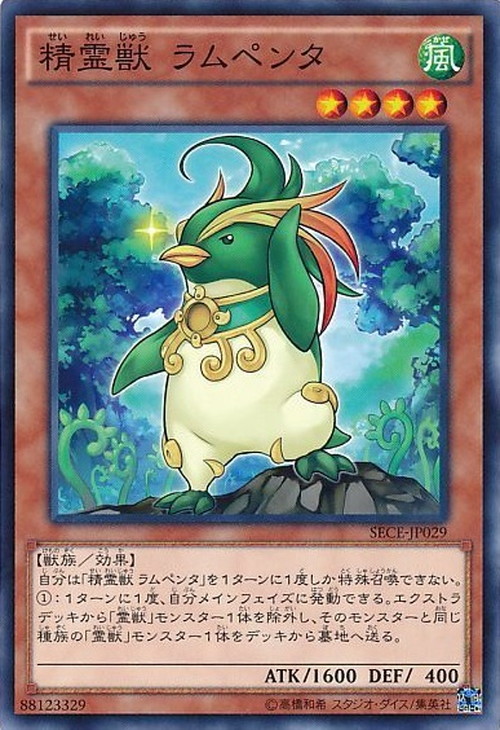 精霊獣 ラムペンタ
風
SECE-JP029
【獣族／効果】
自分は「精霊獣 ラムペンタ」を１ターンに１度しか特殊召喚できない。
①：１ターンに１度、自分メインフェイズに発動できる。エクストラ
デッキから「霊獣」モンスター１体を除外し、そのモンスターと同じ
種族の「霊獣」モンスター１体をデッキから墓地へ送る。
ATK/1600 DEF/ 400
88123329 ©高橋和希 スタジオ・ダイス/集英社